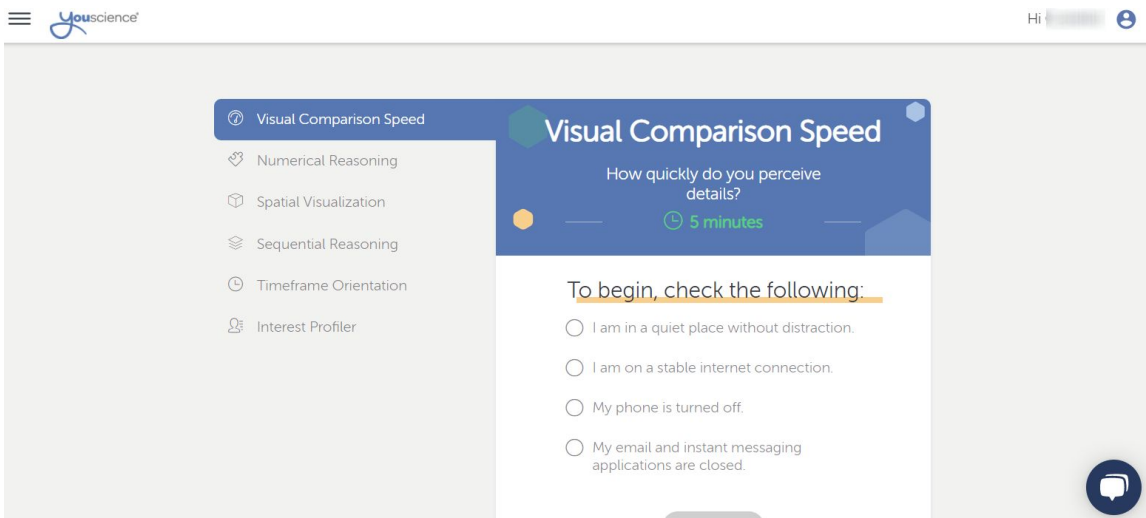 youscience®
Hi
Visual Comparison Speed
Numerical Reasoning
Spatial Visualization
Sequential Reasoning
Timeframe Orientation
Interest Profiler
Visual Comparison Speed
How quickly do you perceive
details?
5 minutes
To begin, check the following:
I am in a quiet place without distraction.
I am on a stable internet connection.
My phone is turned off.
My email and instant messaging
applications are closed.